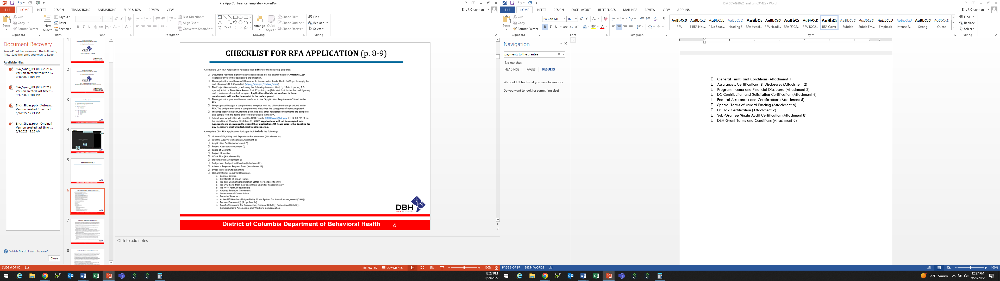 Pre App Conference Template - PowerPoint
FILE HOME INSERT DESIGN TRANSITIONS ANIMATIONS SLIDE SHOW REVIEW VIEW
Eric J. Chapman II
Paste
Cut
Copy
Format Painter
Clipboard
New Slide
Layout
Reset
Section
Slides
18
Font
Text Direction
Align Text
Convert to SmartArt
Paragraph
Arrange
Quick Styles
Shape Fill
Shape Outline
Shape Effects
Drawing
Find
Replace
Select
Editing
Document Recovery
PowerPoint has recovered the following
files. Save the ones you wish to keep.
Available Files
SSA_Synar_PPT (003) 2021 (...
Version created from the l...
9/18/2021 7:04 PM
SSA_Synar_PPT (003) 2021 (...
Version created last time t...
9/17/2021 3:04 PM
Eric's Slides.pptx [Autosav...
Version created from the l...
5/9/2022 12:21 PM
Eric's Slides.pptx [Original]
Version created last time t...
5/9/2022 12:25 AM
Which file do I want to save?
Close
1
2
3
4
5
6
7
8
CHECKLIST FOR RFA APPLICATION (p. 8-9)
A complete DBH RFA Application Package shall adhere to the following guidance:
Documents requiring signature have been signed by the agency head or AUTHORIZED
Representative of the applicant's organization.
The application must have a UEI number to be awarded funds. Go to SAM.gov to apply for
and obtain a UEI # if needed. (https://sam.gov/content/home)
The Project Narrative is typed using the following formats: 8-½ by 11-inch paper, 1.0
spaced, Arial or Times New Roman font 12-point type (10-point font for tables and figures),
and a minimum of one-inch margins. Applications that do not conform to these
requirements will not be forwarded to the review panel.
The application proposal format conforms to the "Application Requirements" listed in the
RFA.
The proposed budget is complete and complies with the allowable items provided in the
RFA. The budget narrative is complete and describes the categories of items proposed.
The proposed work plan, staffing plan, and any other requested attachments are complete
and comply with the forms and format provided in the RFA.
Submit your application via email to DBH Grants, DBH.Grants@dc.gov by 12:00 PM ET on
the deadline of Monday October 31, 2022. Applications will not be accepted late.
Applicants are encouraged to submit their applications 24 hours prior to the deadline for
any necessary electronic/technical troubleshooting.
A complete DBH RFA Application Package shall include the following:
Notice of Eligibility and Experience Requirements (Attachment A)
Intent to Apply Notification (Attachment B)
Application Profile (Attachment C)
Project Abstract (Attachment C)
Table of Contents
Project Narrative
Work Plan (Attachment D)
Staffing Plan (Attachment E)
Budget and Budget Justification (Attachment F)
Advance Payment Request Form (Attachment G)
Synar Protocol (Attachment H)
Organizational Required Documents:
o Business License
o Certificate of Clean Hands
o IRS Tax-Exempt Determination Letter (for nonprofits only)
o IRS 990 Form from most recent tax year (for nonprofits only)
o IRS W-9 Form, if applicable
o Audited Financial Statements
o Separation of Duties Policy
o Board of Directors
o Active UEI Number (Unique Entity ID via System for Award Management (SAM))
o Partner Document(s) (if applicable)
o Proof of Insurance for Commercial, General Liability, Professional Liability,
Comprehensive Automobile and Worker's Compensation.
DBH
District of Columbia Department of Behavioral Health 6
Click to add notes
SLIDE 6 OF 80
NOTES
COMMENTS
100%
12:27 PM
9/29/2022
RFA SCP093022 Final gmo91422 - Word
FILE HOME INSERT DESIGN PAGE LAYOUT REFERENCES MAILINGS REVIEW VIEW ADD-INS
Eric J. Chapman II
Paste
Cut
Copy
Format Painter
Clipboard
Tw Cen MT 16
Font
Paragraph
AaBbCcD RFA
AaBbCcDc ¶ RFA Nor...
AaBbCcDc ¶ No Spac...
AaBbCcDc Heading 5
AaBbCc RFA Headi...
AaBbCcD RFA Headi...
AaBbCc RFA TOC2...
AaBbCcD RFA TOC2...
AaBbCc RFA Cover
AaBbCcD Subtitle
AaBbCcD Subtle Em...
AaBbCcD Emphasis
AaBbCcD Intense E...
AaBbCcD Strong
AaBbCcD Quote
Styles
Find
Replace
Select
Editing
Navigation
payments to the grantee
No matches
HEADINGS PAGES RESULTS
We couldn't find what you were looking for.
Do you want to look for something else?
1 1 2 3 4 5 6 7
General Terms and Conditions (Attachment 1)
Assurances, Certifications, & Disclosures (Attachment 2)
Program Income and Financial Disclosure (Attachment 3)
DC Contribution and Solicitation Certification (Attachment 4)
Federal Assurances and Certifications (Attachment 5)
Special Terms of Award Funding (Attachment 6)
DC Tax Certification (Attachment 7)
Sub-Grantee Single Audit Certification (Attachment 8)
DBH Grant Terms and Conditions (Attachment 9)
PAGE 8 OF 97 28754 WORDS
100%
64°F Sunny
12:27 PM
9/29/2022